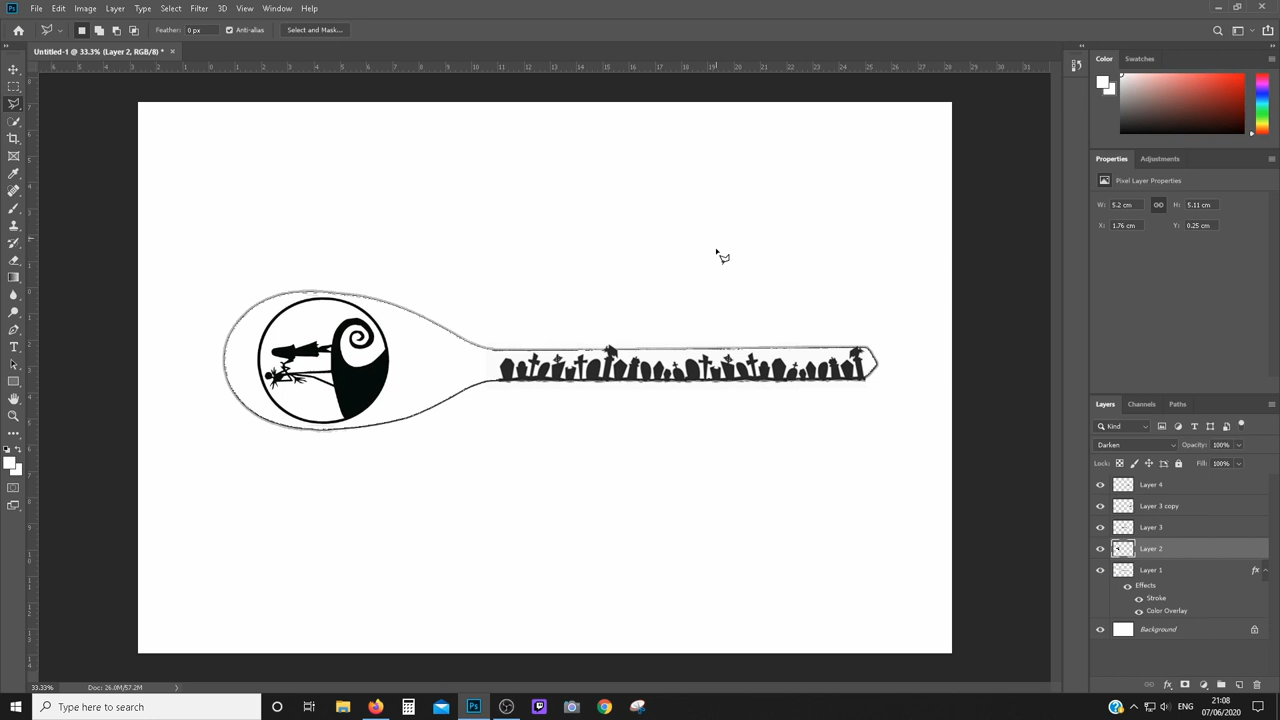 Ps File Edit Image Layer Type Select Filter 3D View Window Help
Feather: 0 px Anti-alias Select and Mask...
Untitled-1 @ 33.3% (Layer 2, RGB/8) *
Color Swatches
Properties Adjustments
Pixel Layer Properties
W: 5.2 cm H: 5.11 cm
X: 1.76 cm Y: 0.25 cm
Layers Channels Paths
Kind
Darken Opacity: 100%
Lock: Fill: 100%
Layer 4
Layer 3 copy
Layer 3
Layer 2
Layer 1 fx
Effects
Stroke
Color Overlay
Background
33.33% Doc: 26.0M/57.2M
Type here to search
Ps
ENG
21:08
07/06/2020